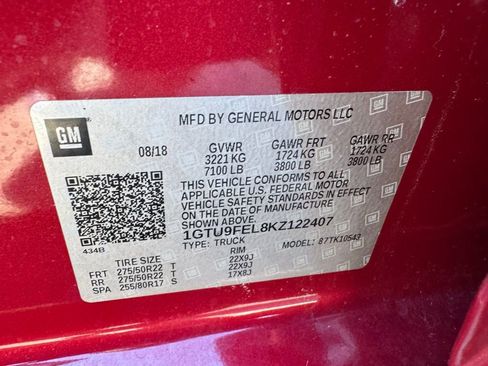 MFD BY GENERAL MOTORS LLC
GM
08/18 GVWR GAWR FRT GAWR RR
3221 KG 1724 KG 1724 KG
7100 LB 3800 LB 3800 LB
THIS VEHICLE CONFORMS TO ALL
APPLICABLE U.S. FEDERAL MOTOR
VEHICLE SAFETY STANDARDS IN EFFECT
ON THE DATE OF MANUFACTURE
SHOWN ABOVE.
1GTU9FEL8KZ122407
434B TYPE: TRUCK MODEL: 87TK10543
TIRE SIZE RIM
FRT 275/50R22 T 22X9J
RR 275/50R22 T 22X9J
SPA 255/80R17 S 17X8J